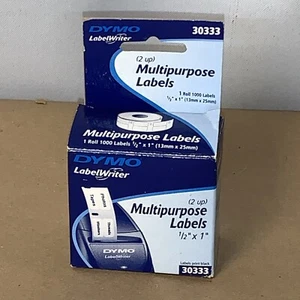 30333
DYMO
LabelWriter
(2 up)
Multipurpose
Labels
1 Roll 1000 Labels
1/2" x 1" (13mm x 25mm)
Multipurpose Labels
1 Roll 1000 Labels 1/2" x 1" (13mm x 25mm)
DYMO
LabelWriter
(2 up)
Multipurpose
Labels
1/2" x 1"
DYMO
LabelWriter
Labels print black
30333